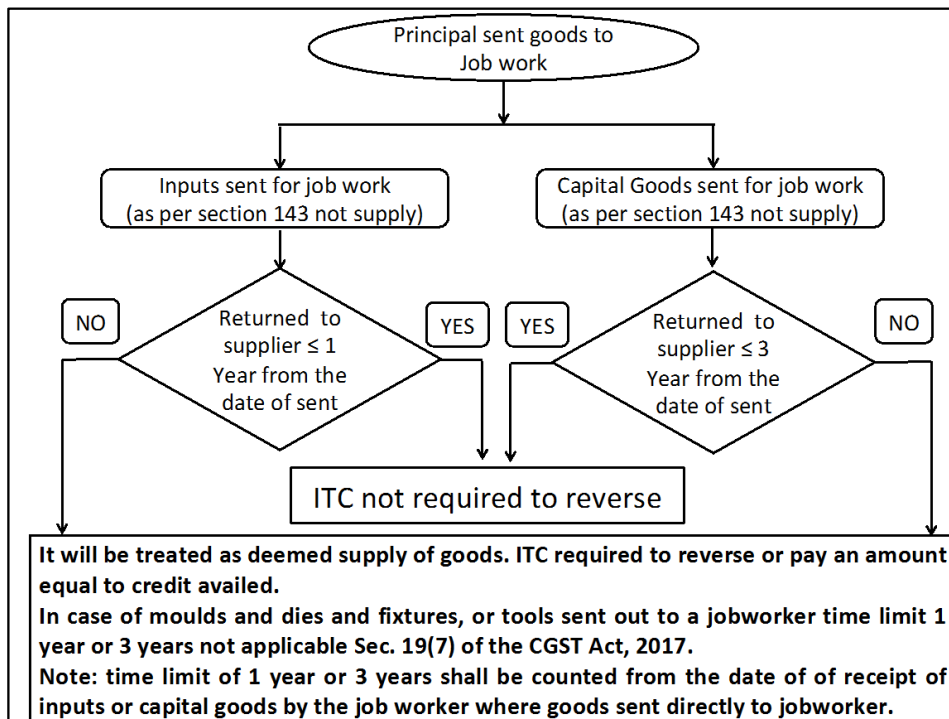 Principal sent goods to
Job work
Inputs sent for job work
(as per section 143 not supply)
Capital Goods sent for job work
(as per section 143 not supply)
NO
Returned to
supplier ≤ 1
Year from the
date of sent
YES
YES
Returned to
supplier ≤ 3
Year from the
date of sent
NO
ITC not required to reverse
It will be treated as deemed supply of goods. ITC required to reverse or pay an amount
equal to credit availed.
In case of moulds and dies and fixtures, or tools sent out to a jobworker time limit 1
year or 3 years not applicable Sec. 19(7) of the CGST Act, 2017.
Note: time limit of 1 year or 3 years shall be counted from the date of of receipt of
inputs or capital goods by the job worker where goods sent directly to jobworker.